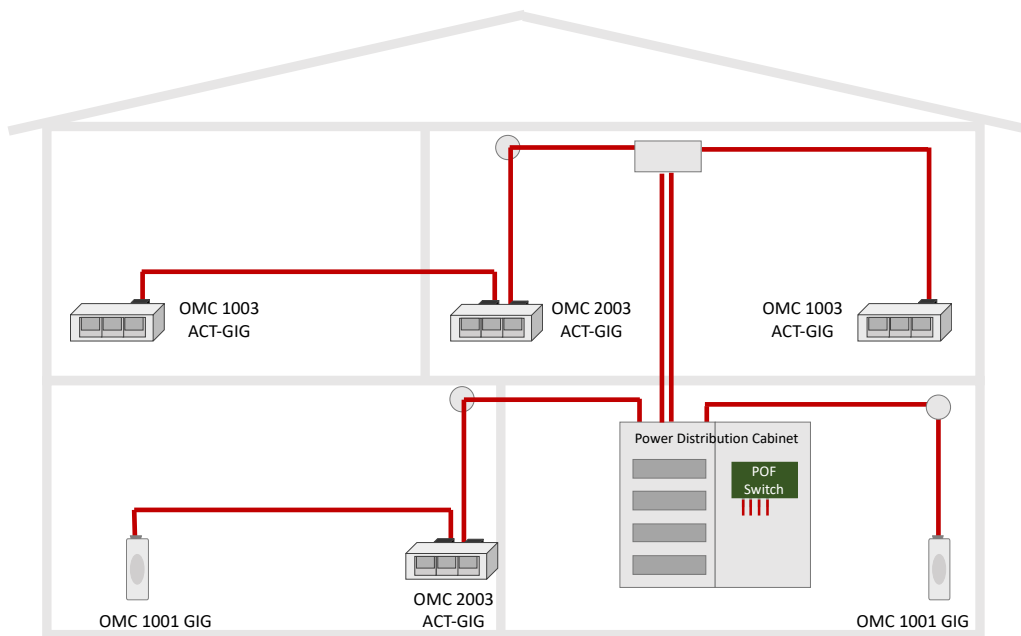 OMC 1003
ACT-GIG
OMC 2003
ACT-GIG
OMC 1003
ACT-GIG
Power Distribution Cabinet
POF
Switch
OMC 1001 GIG
OMC 2003
ACT-GIG
OMC 1001 GIG